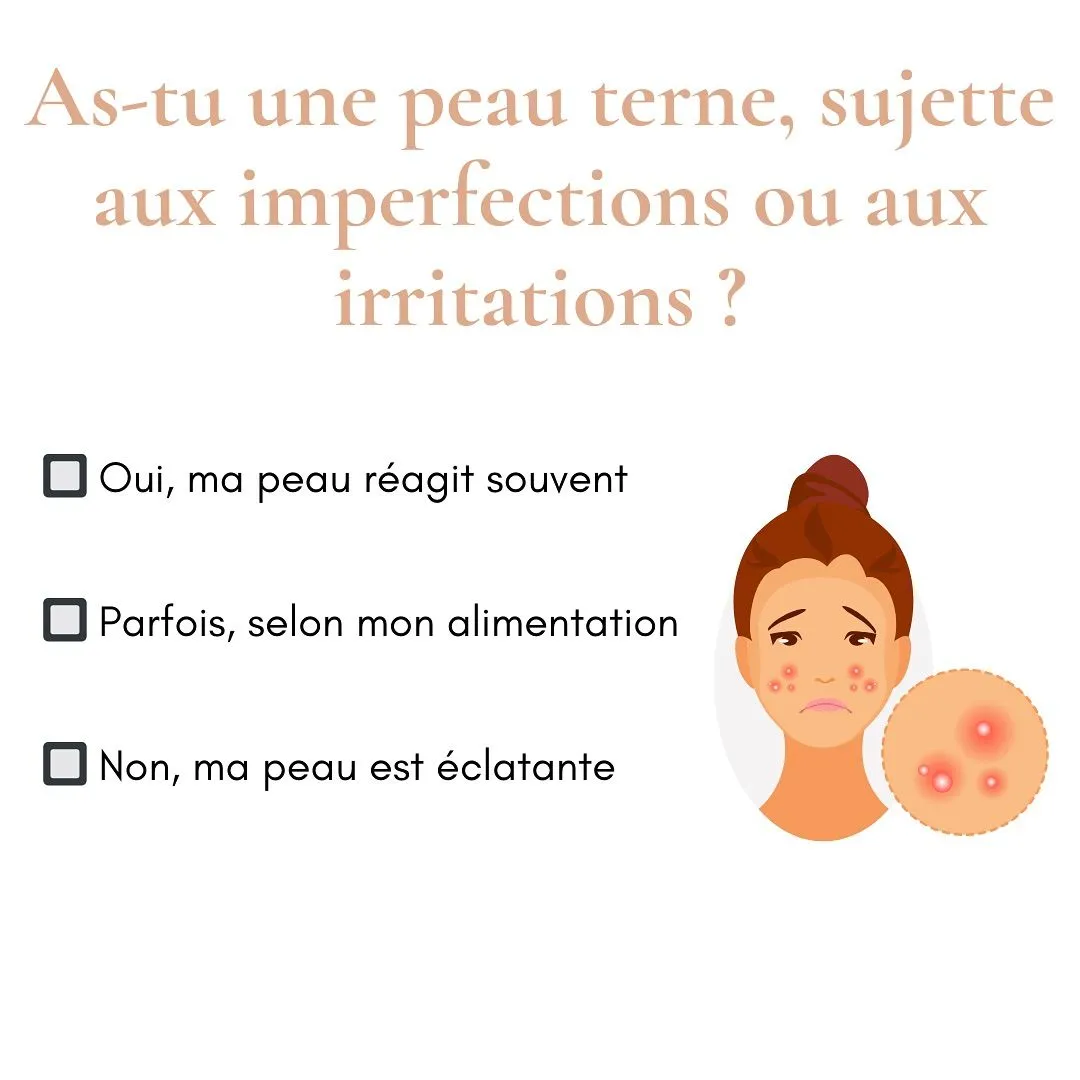 As-tu une peau terne, sujette
aux imperfections ou aux
irritations ?
Oui, ma peau réagit souvent
Parfois, selon mon alimentation
Non, ma peau est éclatante